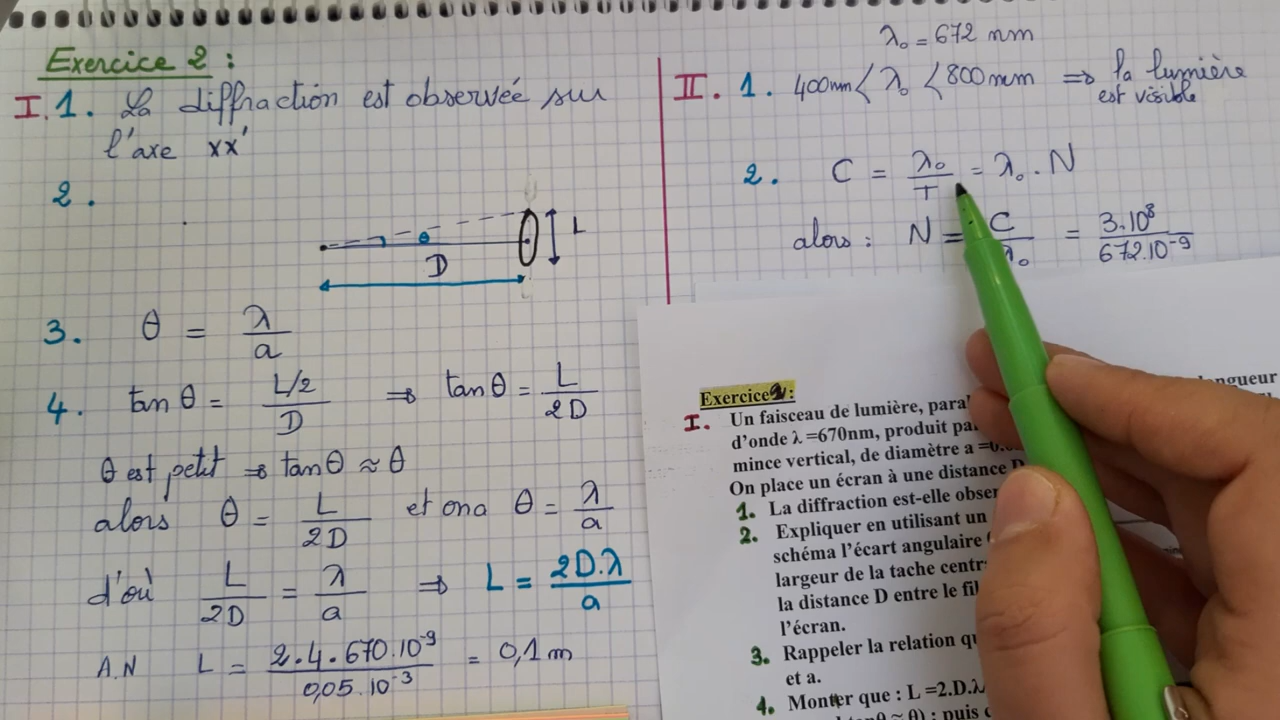 Exercice 2 :
I.1. La diffraction est observée sur
l'axe xx'
2.
θ
L
D
3. θ = λ/a
4. tan θ = (L/2)/D ⇒ tan θ = L/2D
θ est petit ⇒ tan θ ≈ θ
alors θ = L/2D et on a θ = λ/a
d'où L/2D = λ/a ⇒ L = 2D.λ/a
A.N L = 2.4.670.10⁻⁹/0,05.10⁻³ = 0,1 m
λ₀ = 672 nm
II. 1. 400nm < λ₀ < 800nm ⇒ la lumière
est visible
2. C = λ₀/T = λ₀ . N
alors : N = C/λ₀ = 3.10⁸/672.10⁻⁹
Exercice 2 :
longueur
I. Un faisceau de lumière,
d'onde λ =670nm, produit
mince vertical, de diamètre a
On place un écran à une distance D
1. La diffraction est-elle
2. Expliquer en utilisant un
schéma l'écart angulaire
largeur de la tache
la distance D entre le
l'écran.
3. Rappeler la relation
et a.
4. Monter que : L =2.D.λ
puis